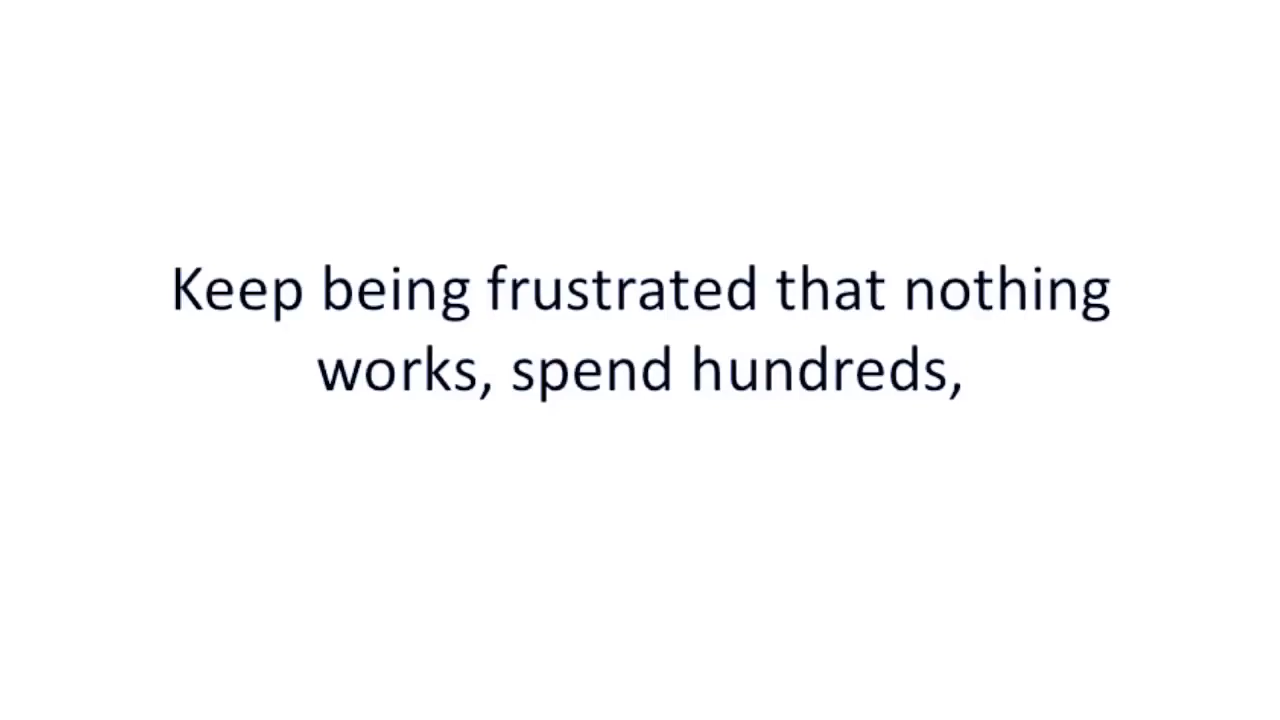 Keep being frustrated that nothing
works, spend hundreds,